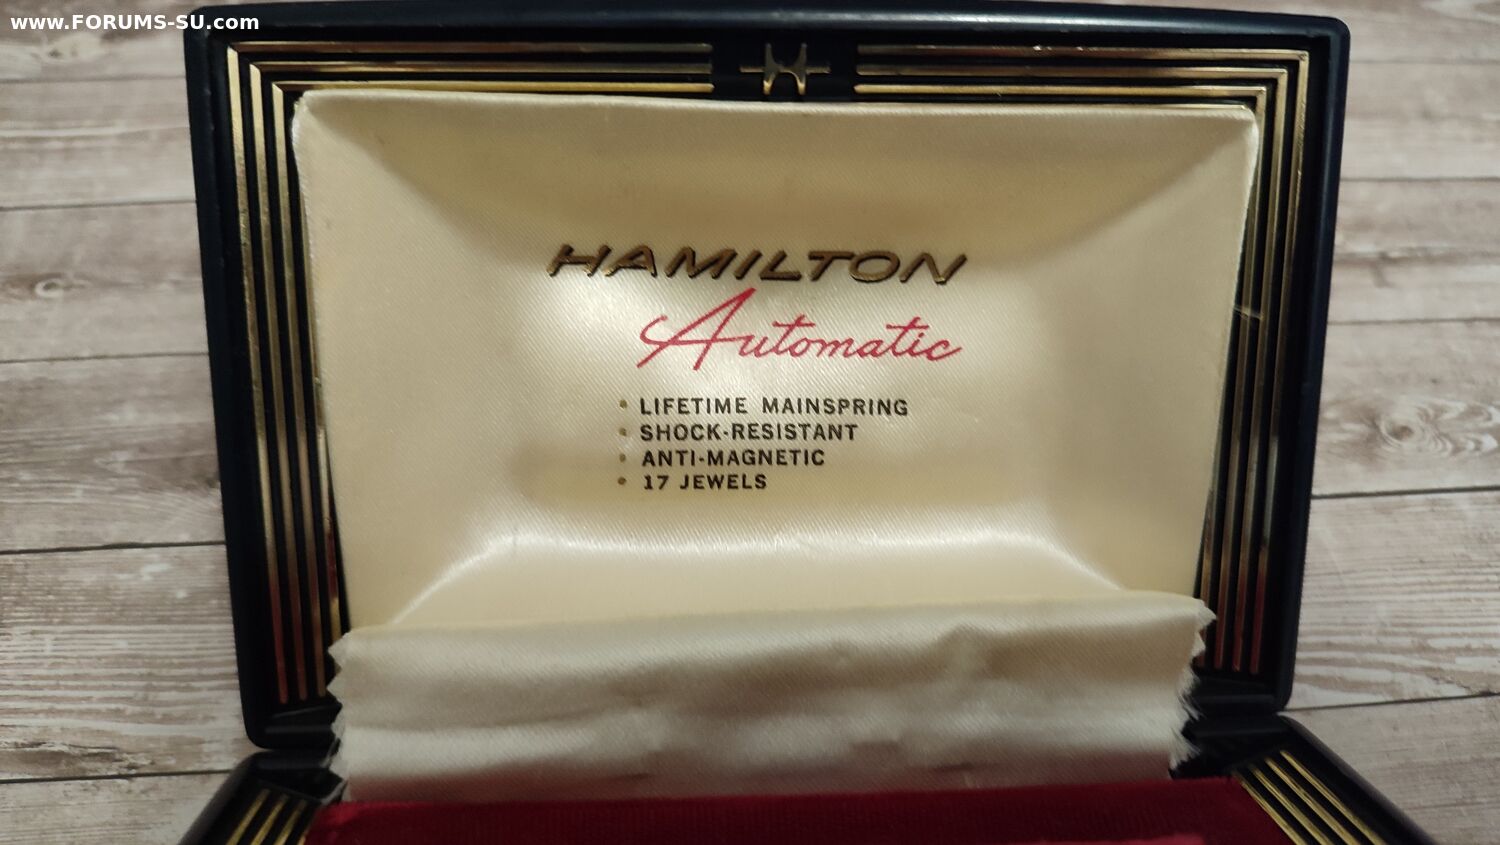 www.FORUMS-SU.com
HAMILTON
Automatic
• LIFETIME MAINSPRING
• SHOCK-RESISTANT
• ANTI-MAGNETIC
• 17 JEWELS